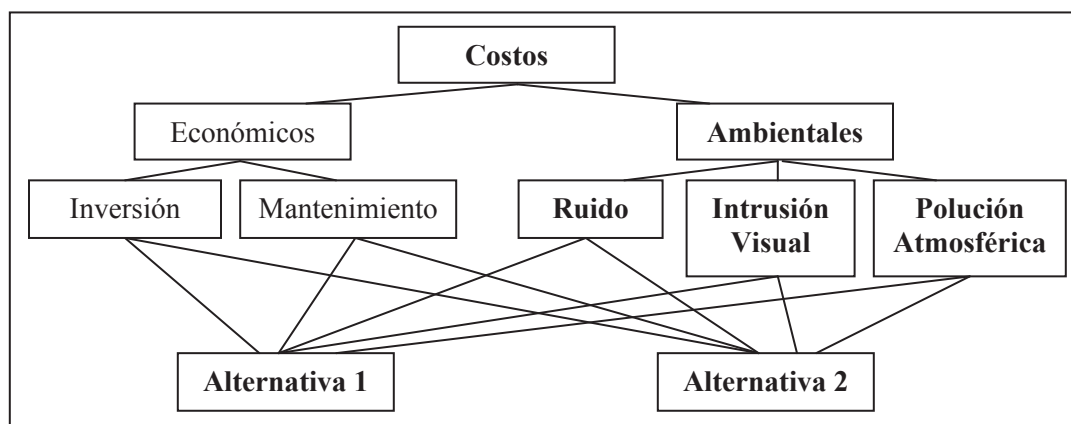 Costos
Económicos
Ambientales
Inversión
Mantenimiento
Ruido
Intrusión
Visual
Polución
Atmosférica
Alternativa 1
Alternativa 2